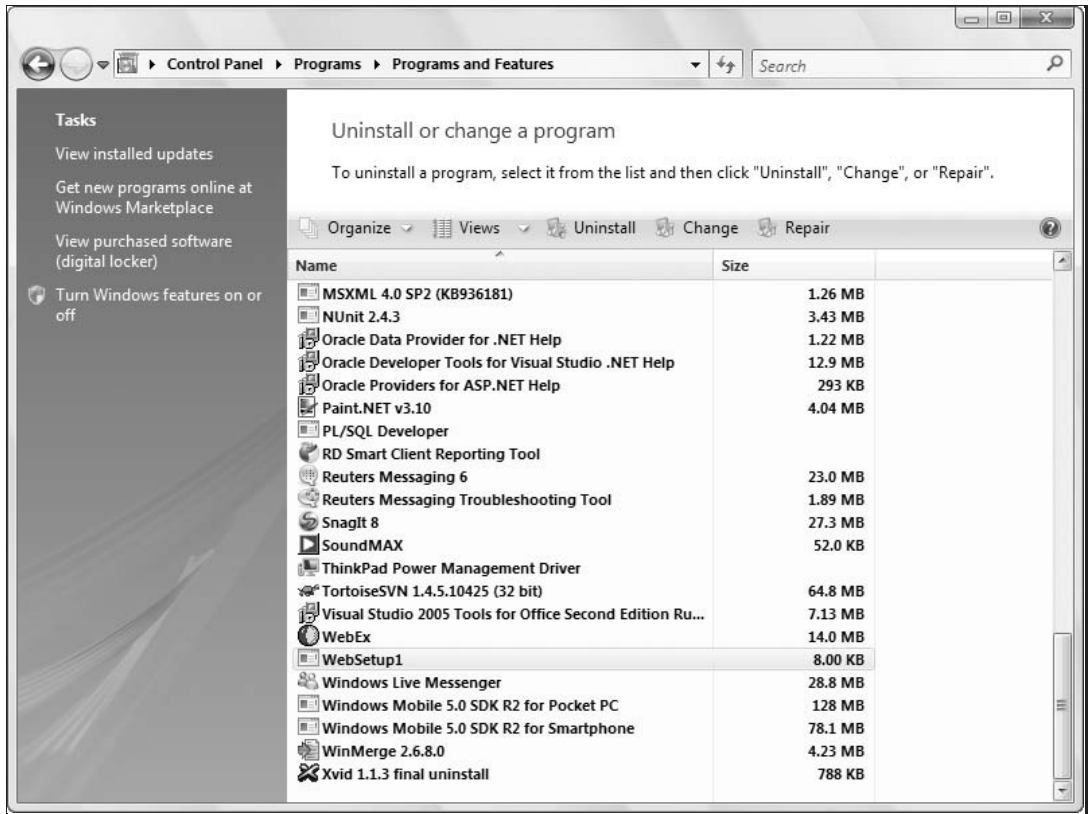 Control Panel Programs Programs and Features
Search
Tasks
View installed updates
Get new programs online at
Windows Marketplace
View purchased software
(digital locker)
Turn Windows features on or
off
Uninstall or change a program
To uninstall a program, select it from the list and then click "Uninstall", "Change", or "Repair".
Organize Views Uninstall Change Repair
Name Size
MSXML 4.0 SP2 (KB936181) 1.26 MB
NUnit 2.4.3 3.43 MB
Oracle Data Provider for .NET Help 1.22 MB
Oracle Developer Tools for Visual Studio .NET Help 12.9 MB
Oracle Providers for ASP.NET Help 293 KB
Paint.NET v3.10 4.04 MB
PL/SQL Developer
RD Smart Client Reporting Tool
Reuters Messaging 6 23.0 MB
Reuters Messaging Troubleshooting Tool 1.89 MB
SnagIt 8 27.3 MB
SoundMAX 52.0 KB
ThinkPad Power Management Driver
TortoiseSVN 1.4.5.10425 (32 bit) 64.8 MB
Visual Studio 2005 Tools for Office Second Edition Ru... 7.13 MB
WebEx 14.0 MB
WebSetup1 8.00 KB
Windows Live Messenger 28.8 MB
Windows Mobile 5.0 SDK R2 for Pocket PC 128 MB
Windows Mobile 5.0 SDK R2 for Smartphone 78.1 MB
WinMerge 2.6.8.0 4.23 MB
Xvid 1.1.3 final uninstall 788 KB